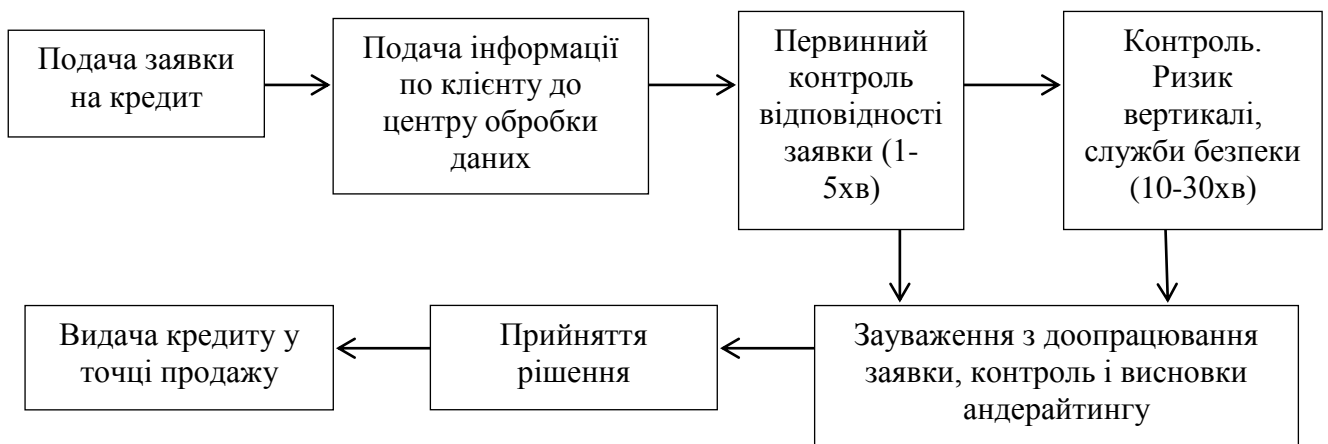 Подача заявки
на кредит
Подача інформації
по клієнту до
центру обробки
даних
Первинний
контроль
відповідності
заявки (1-
5хв)
Контроль.
Ризик
вертикалі,
служби безпеки
(10-30хв)
Видача кредиту у
точці продажу
Прийняття
рішення
Зауваження з доопрацювання
заявки, контроль і висновки
андерайтингу